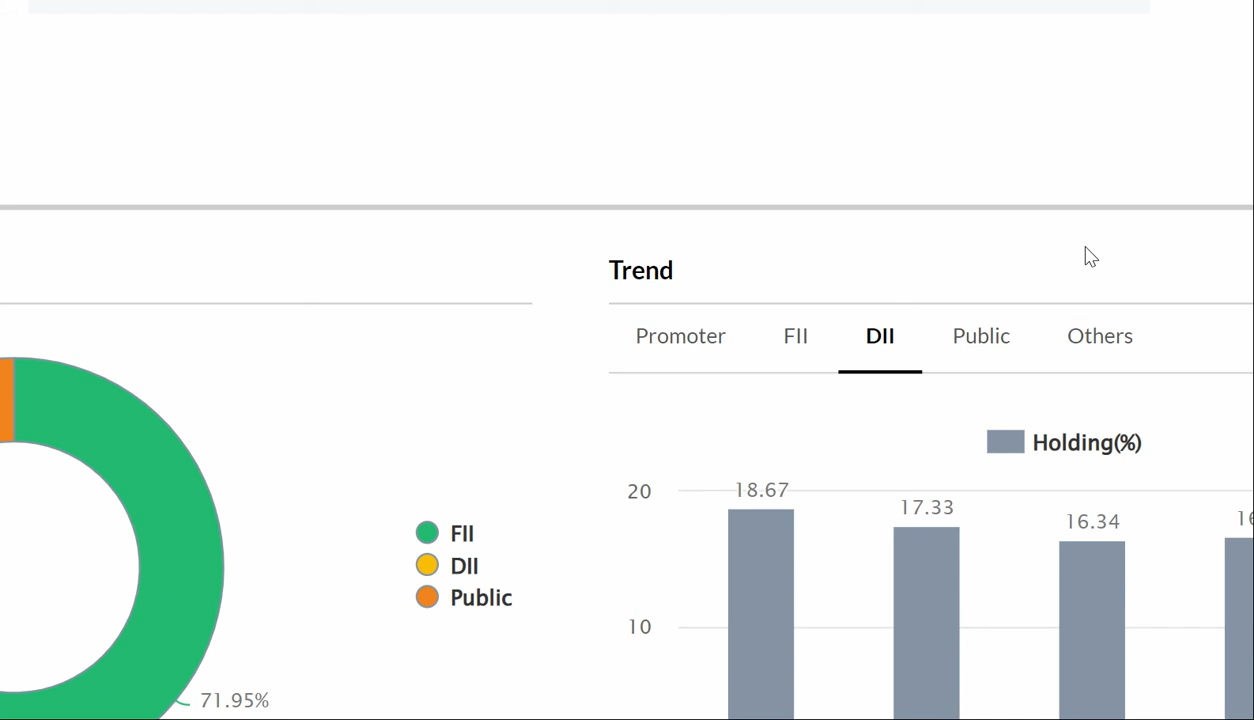 Trend
Promoter FII DII Public Others
Holding(%)
20
18.67
17.33
16.34
10
FII
DII
Public
71.95%